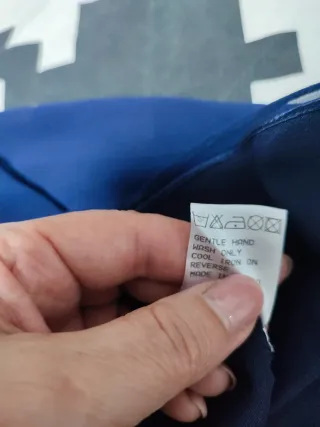 GENTLE HAND
WASH ONLY
COOL IRON ON
REVERSE
MADE